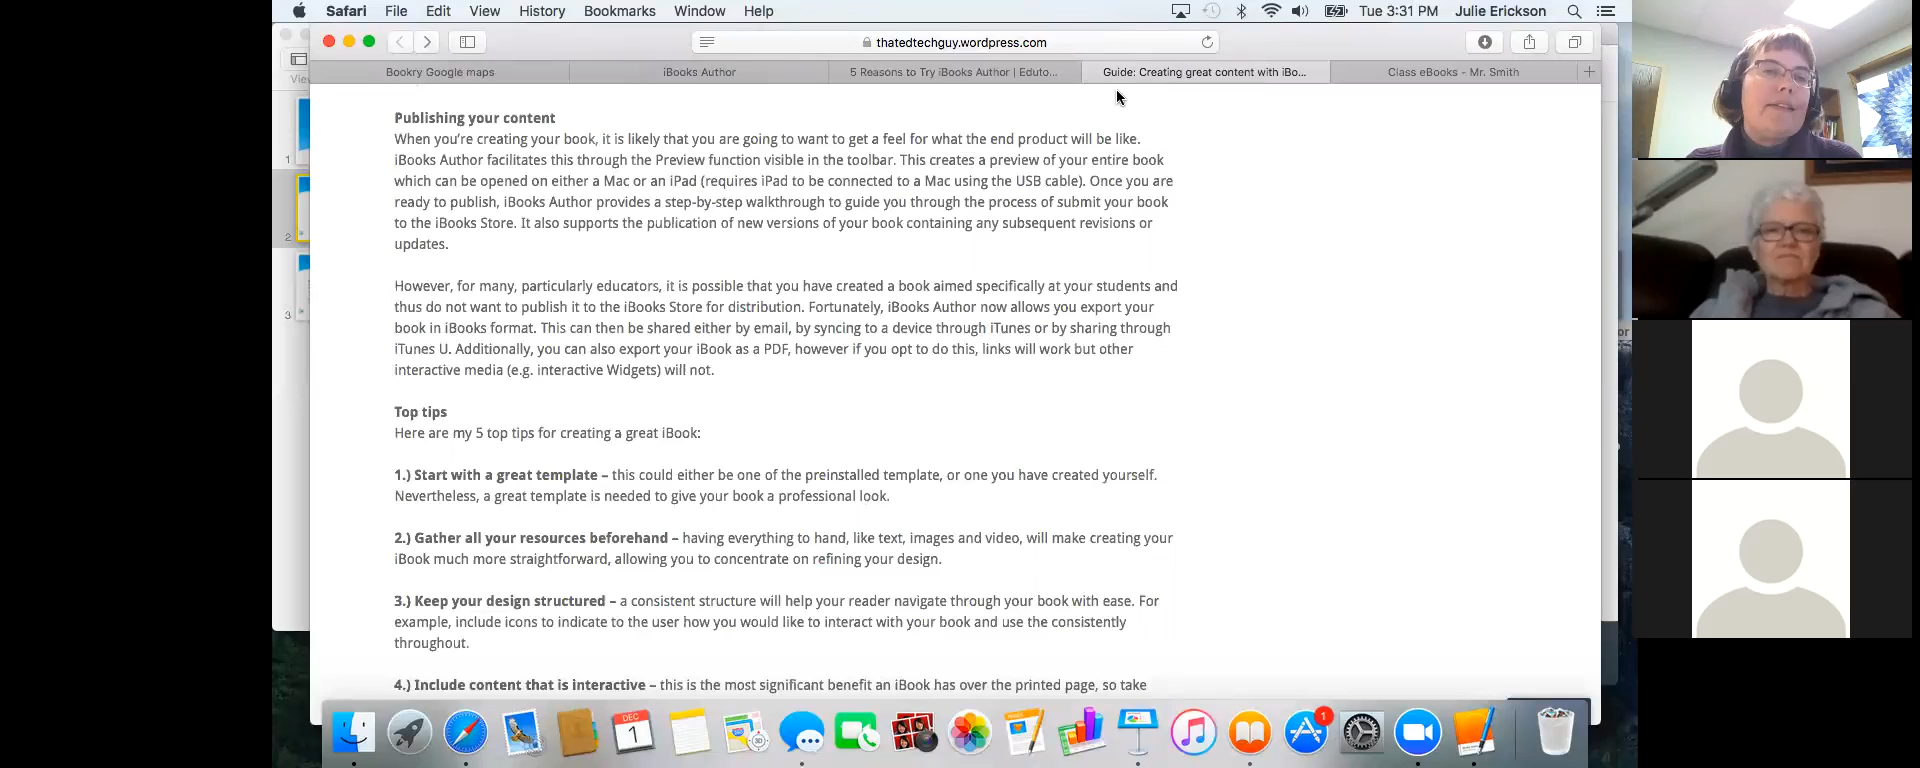 Safari File Edit View History Bookmarks Window Help Tue 3:31 PM Julie Erickson
thatedtechguy.wordpress.com
Bookry Google maps
iBooks Author
5 Reasons to Try iBooks Author | Eduto...
Guide: Creating great content with iBo...
Class eBooks - Mr. Smith
Publishing your content
When you’re creating your book, it is likely that you are going to want to get a feel for what the end product will be like.
iBooks Author facilitates this through the Preview function visible in the toolbar. This creates a preview of your entire book
which can be opened on either a Mac or an iPad (requires iPad to be connected to a Mac using the USB cable). Once you are
ready to publish, iBooks Author provides a step-by-step walkthrough to guide you through the process of submit your book
to the iBooks Store. It also supports the publication of new versions of your book containing any subsequent revisions or
updates.
However, for many, particularly educators, it is possible that you have created a book aimed specifically at your students and
thus do not want to publish it to the iBooks Store for distribution. Fortunately, iBooks Author now allows you export your
book in iBooks format. This can then be shared either by email, by syncing to a device through iTunes or by sharing through
iTunes U. Additionally, you can also export your iBook as a PDF, however if you opt to do this, links will work but other
interactive media (e.g. interactive Widgets) will not.
Top tips
Here are my 5 top tips for creating a great iBook:
1.) Start with a great template – this could either be one of the preinstalled template, or one you have created yourself.
Nevertheless, a great template is needed to give your book a professional look.
2.) Gather all your resources beforehand – having everything to hand, like text, images and video, will make creating your
iBook much more straightforward, allowing you to concentrate on refining your design.
3.) Keep your design structured – a consistent structure will help your reader navigate through your book with ease. For
example, include icons to indicate to the user how you would like to interact with your book and use the consistently
throughout.
4.) Include content that is interactive – this is the most significant benefit an iBook has over the printed page, so take
1
2
3
DEC
1
3D
1